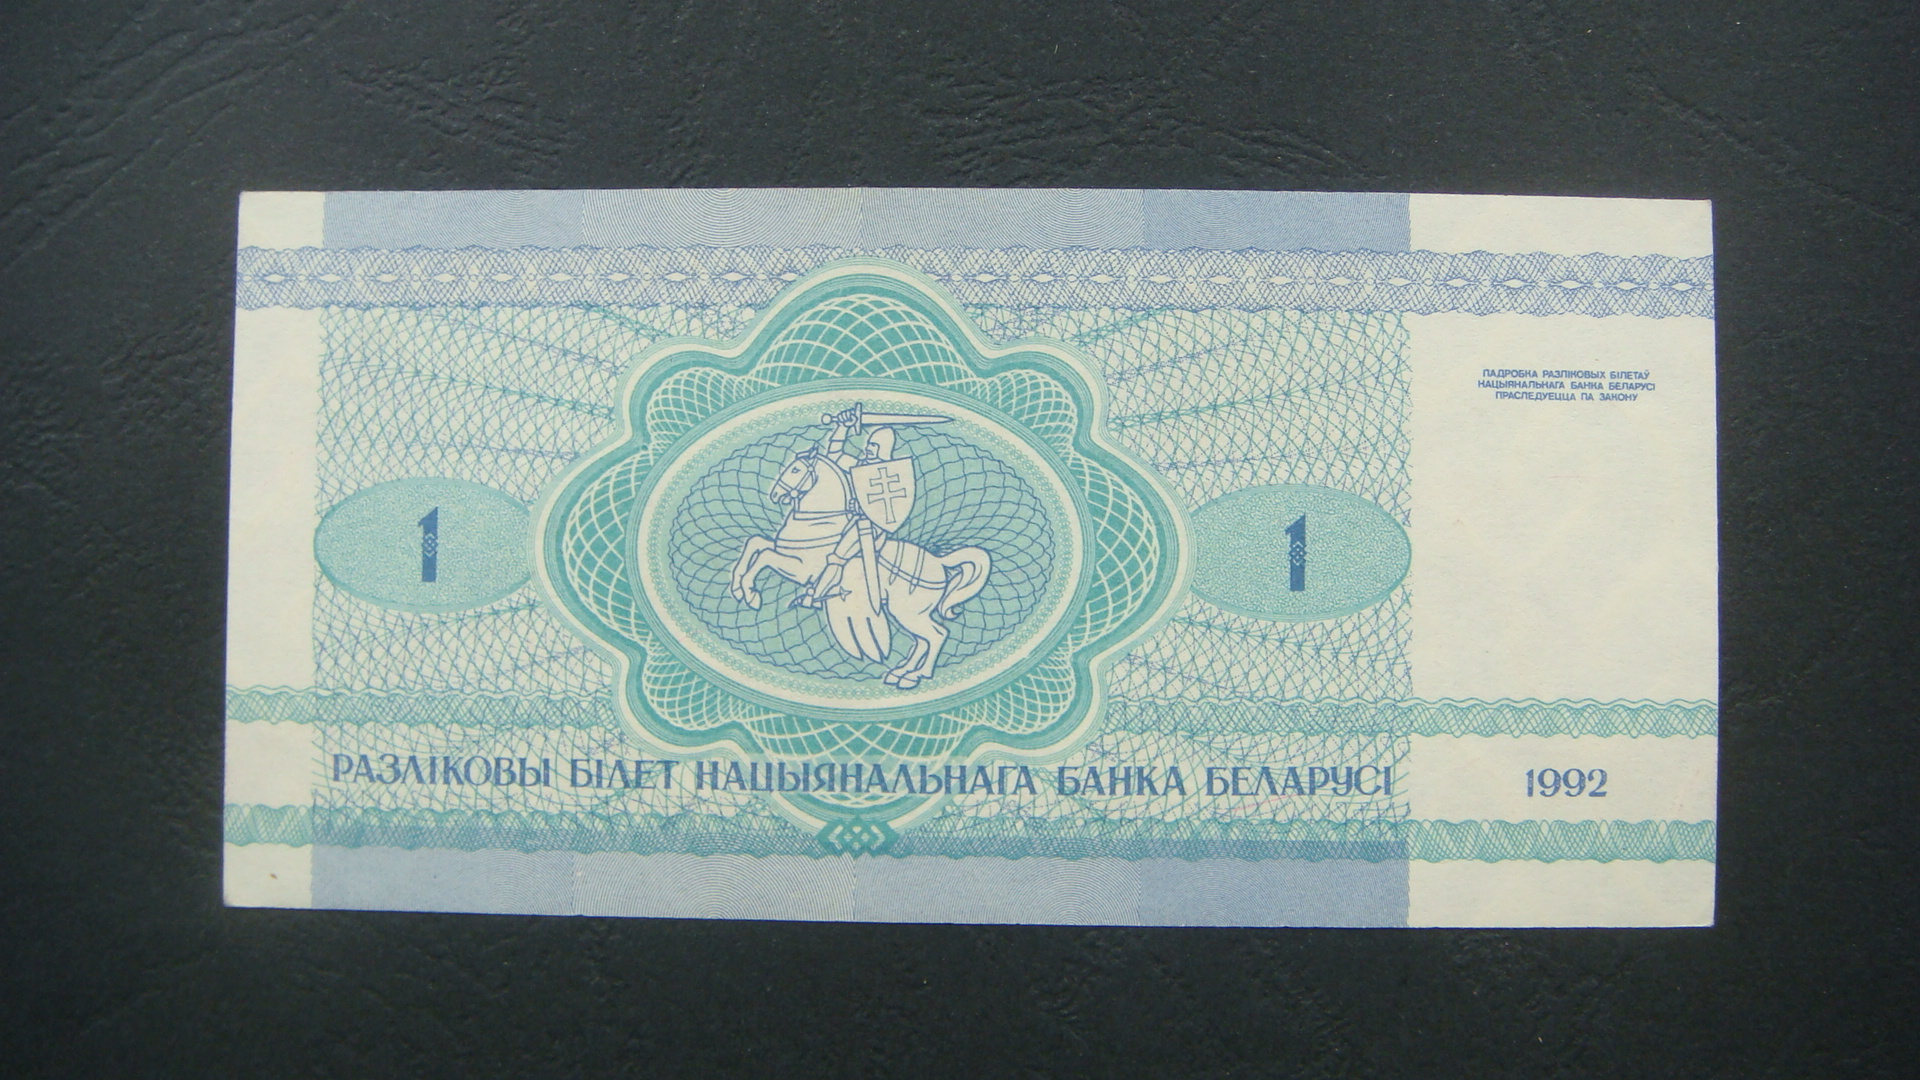 ПАДРОБКА РАЗЛІКОВЫХ БІЛЕТАЎ
НАЦЫЯНАЛЬНАГА БАНКА БЕЛАРУСІ
ПРАСЛЕДУЕЦЦА ПА ЗАКОНУ
1 1
РАЗЛІКОВЫ БІЛЕТ НАЦЫЯНАЛЬНАГА БАНКА БЕЛАРУСІ 1992